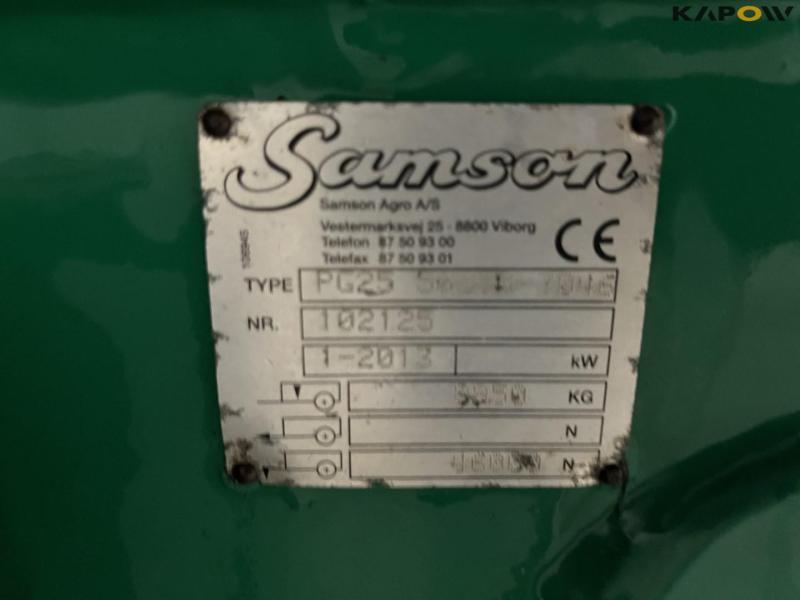 KAPOW
Samson
Samson Agro A/S
Vestermarksvej 25 - 8800 Viborg
Telefon 87 50 93 00
Telefax 87 50 93 01
CE
TYPE PG25
NR. 102125
1-2013 kW
KG
N
N